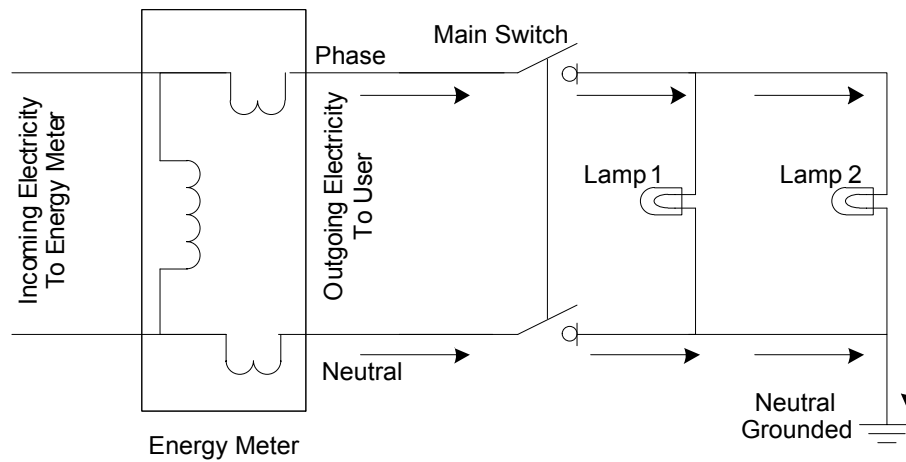 Main Switch
Phase
Incoming Electricity
To Energy Meter
Outgoing Electricity
To User
Lamp 1
Lamp 2
Neutral
Neutral
Grounded
Energy Meter